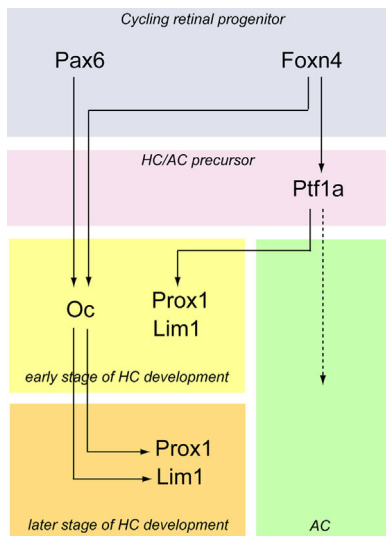 Cycling retinal progenitor
Pax6 Foxn4
HC/AC precursor
Ptf1a
Oc
Prox1
Lim1
early stage of HC development
Prox1
Lim1
later stage of HC development
AC